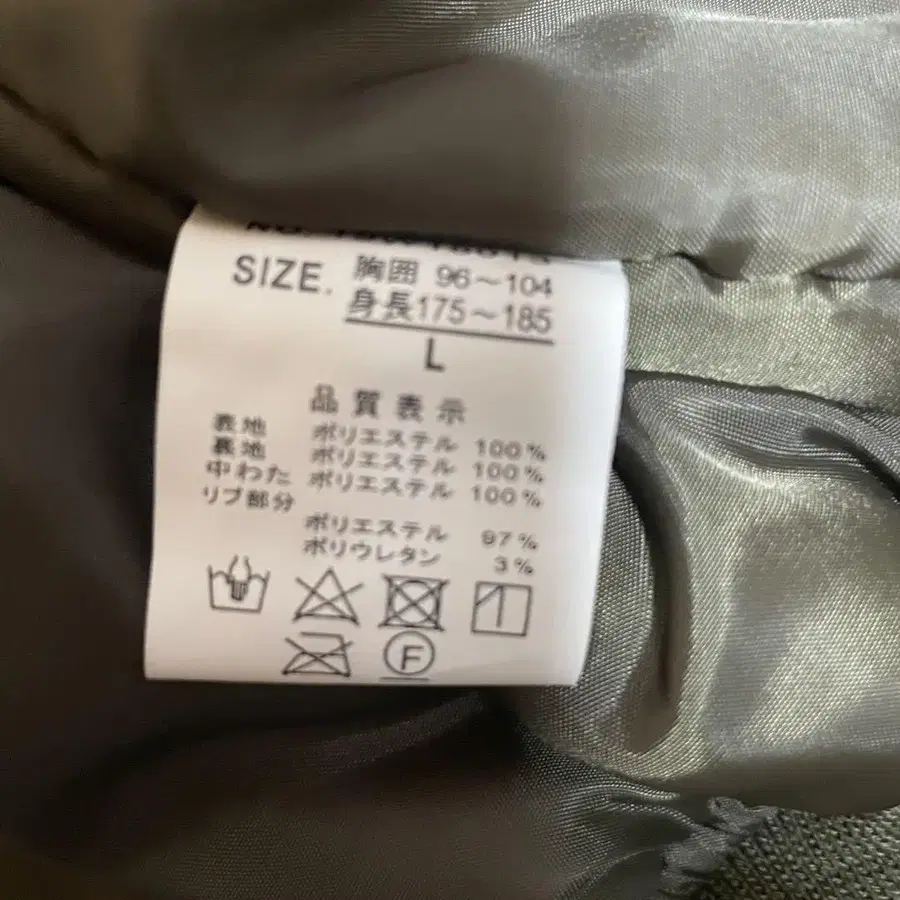 SIZE. 胸囲 96～104
身長175～185
L
品質表示
表地 ポリエステル 100%
裏地 ポリエステル 100%
中わた ポリエステル 100%
リブ部分
ポリエステル 97%
ポリウレタン 3%
F